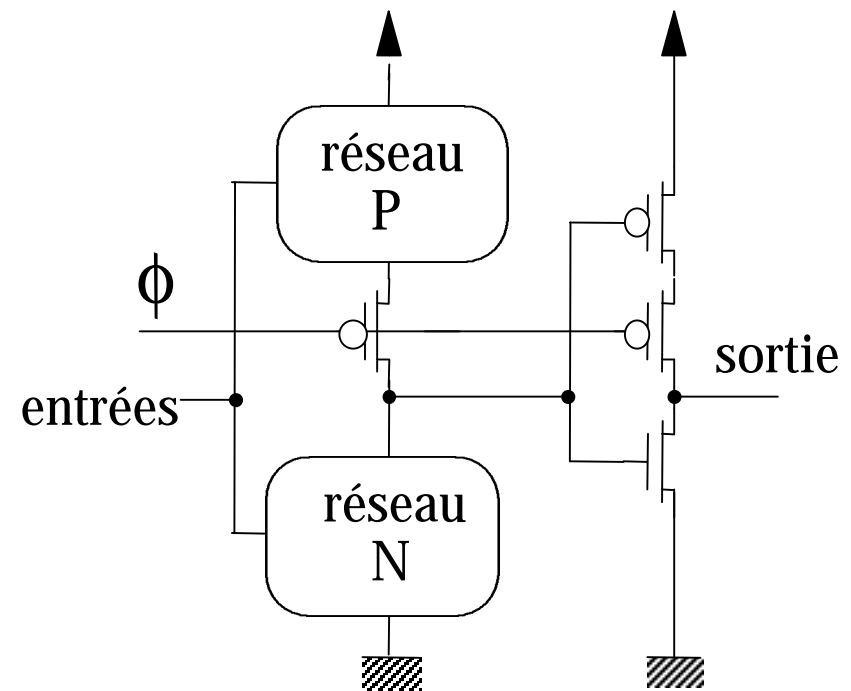 réseau
P
ϕ
sortie
entrées
réseau
N